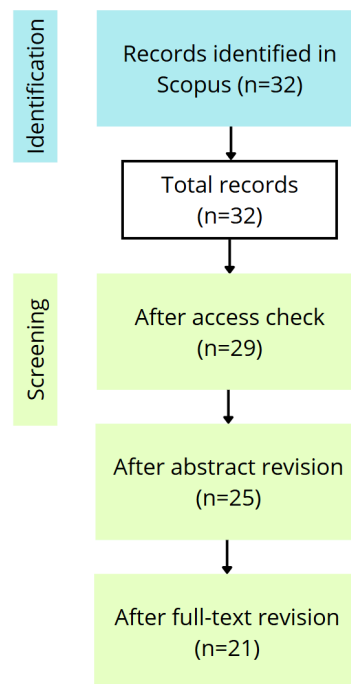 Identification
Records identified in
Scopus (n=32)
Total records
(n=32)
Screening
After access check
(n=29)
After abstract revision
(n=25)
After full-text revision
(n=21)